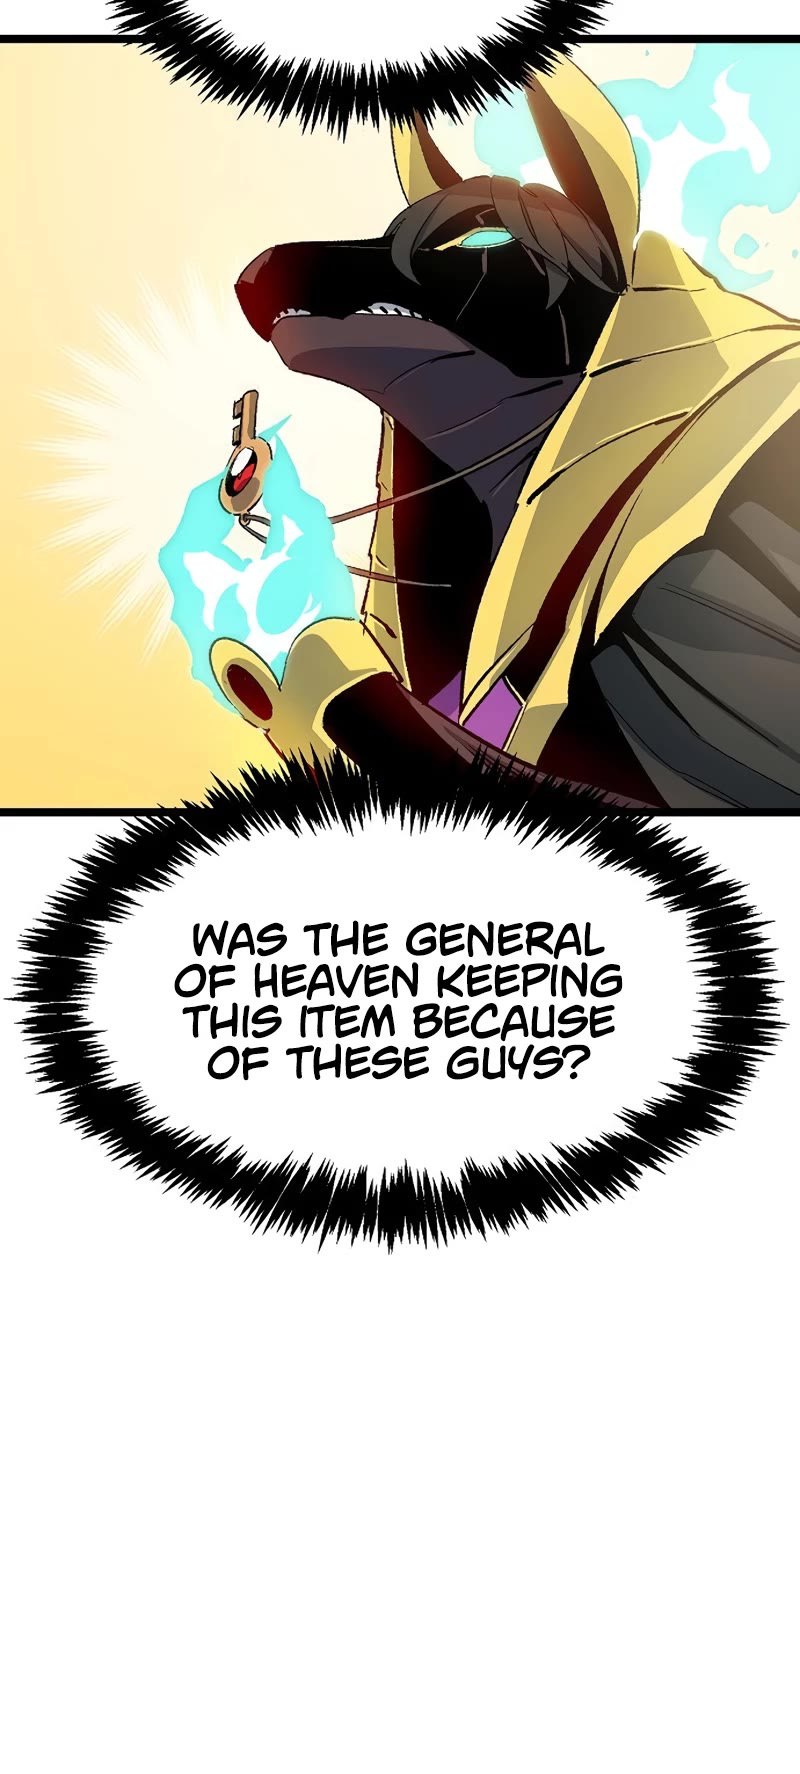 WAS THE GENERAL
OF HEAVEN KEEPING
THIS ITEM BECAUSE
OF THESE GUYS?